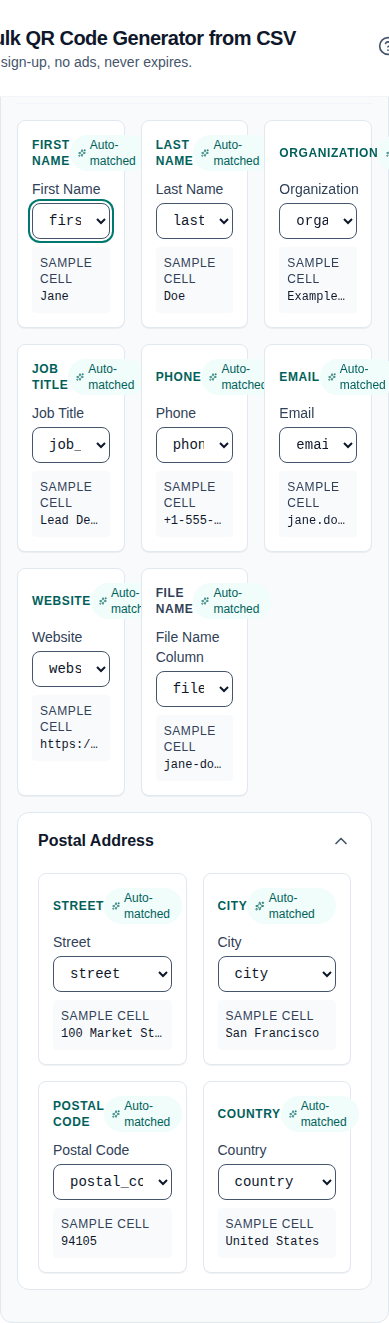 ulk QR Code Generator from CSV
sign-up, no ads, never expires.
FIRST NAME Auto-matched
First Name
firs
SAMPLE CELL
Jane
LAST NAME Auto-matched
Last Name
last
SAMPLE CELL
Doe
ORGANIZATION
Organization
orga
SAMPLE CELL
Example…
JOB TITLE Auto-matched
Job Title
job_
SAMPLE CELL
Lead De…
PHONE Auto-matched
Phone
phon
SAMPLE CELL
+1-555-…
EMAIL Auto-matched
Email
emai
SAMPLE CELL
jane.do…
WEBSITE Auto-match
Website
webs
SAMPLE CELL
https:/…
FILE NAME Auto-matched
File Name Column
file
SAMPLE CELL
jane-do…
Postal Address
STREET Auto-matched
Street
street
SAMPLE CELL
100 Market St…
CITY Auto-matched
City
city
SAMPLE CELL
San Francisco
POSTAL CODE Auto-matched
Postal Code
postal_co
SAMPLE CELL
94105
COUNTRY Auto-matched
Country
country
SAMPLE CELL
United States